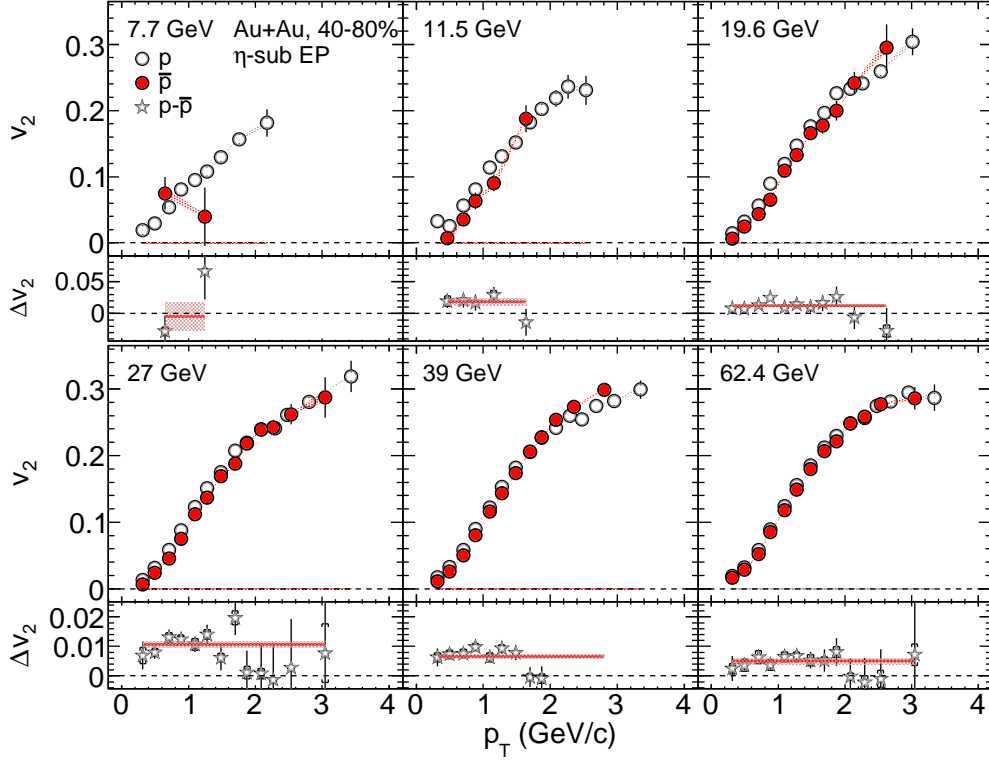 7.7 GeV Au+Au, 40-80%
η-sub EP
p
p̅
p-p̅
11.5 GeV
19.6 GeV
v₂
0.3
0.2
0.1
0
Δv₂
0.05
0
27 GeV
39 GeV
62.4 GeV
v₂
0.3
0.2
0.1
0
Δv₂
0.02
0.01
0
0 1 2 3 4 0 1 2 3 4 0 1 2 3 4
p_T (GeV/c)